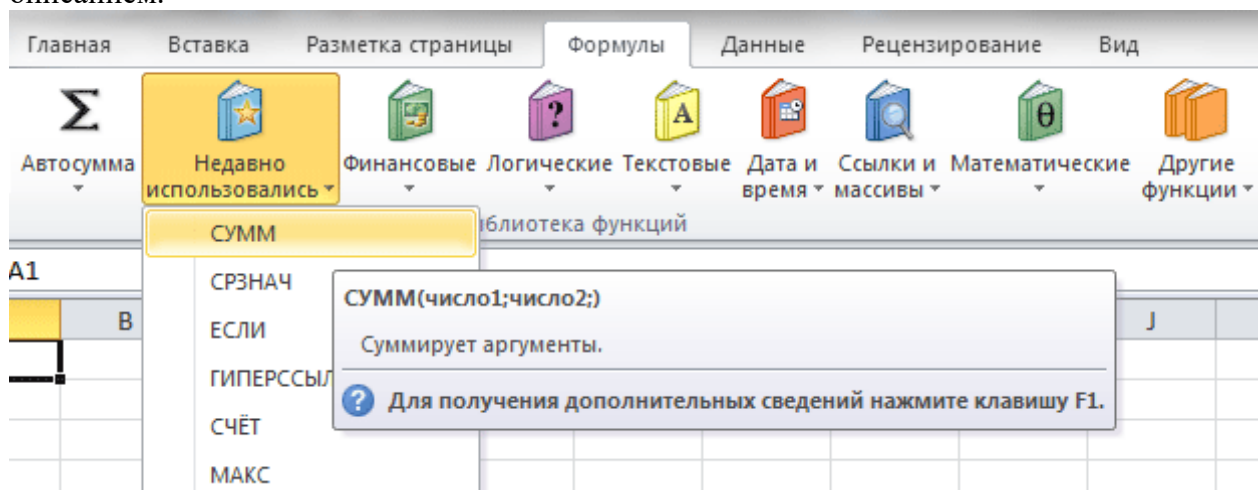 описанием.
Главная Вставка Разметка страницы Формулы Данные Рецензирование Вид
Σ ? A θ
Автосумма Недавно использовались Финансовые Логические Текстовые Дата и время Ссылки и массивы Математические Другие функции
блиотека функций
СУММ
A1
СРЗНАЧ
СУММ(число1;число2;)
B J
ЕСЛИ
Суммирует аргументы.
ГИПЕРССЫЛ
? Для получения дополнительных сведений нажмите клавишу F1.
СЧЁТ
МАКС